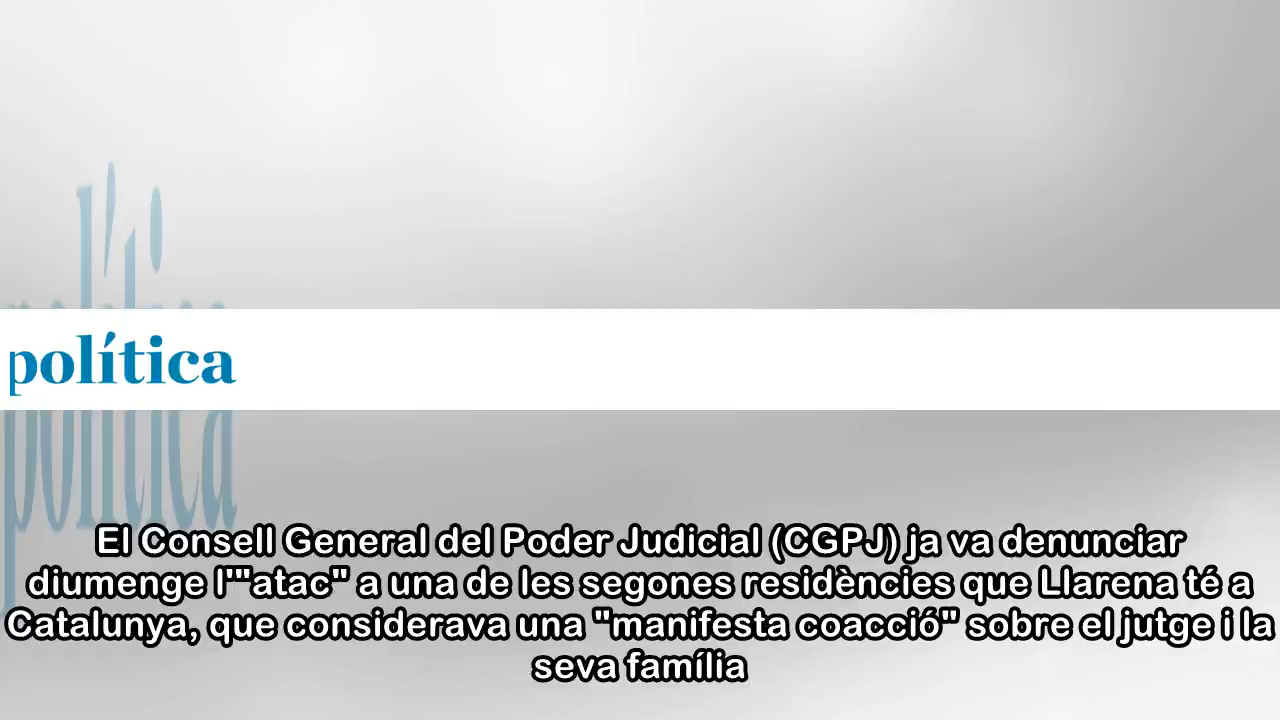 política
El Consell General del Poder Judicial (CGPJ) ja va denunciar
diumenge l'"atac" a una de les segones residències que Llarena té a
Catalunya, que considerava una "manifesta coacció" sobre el jutge i la
seva família